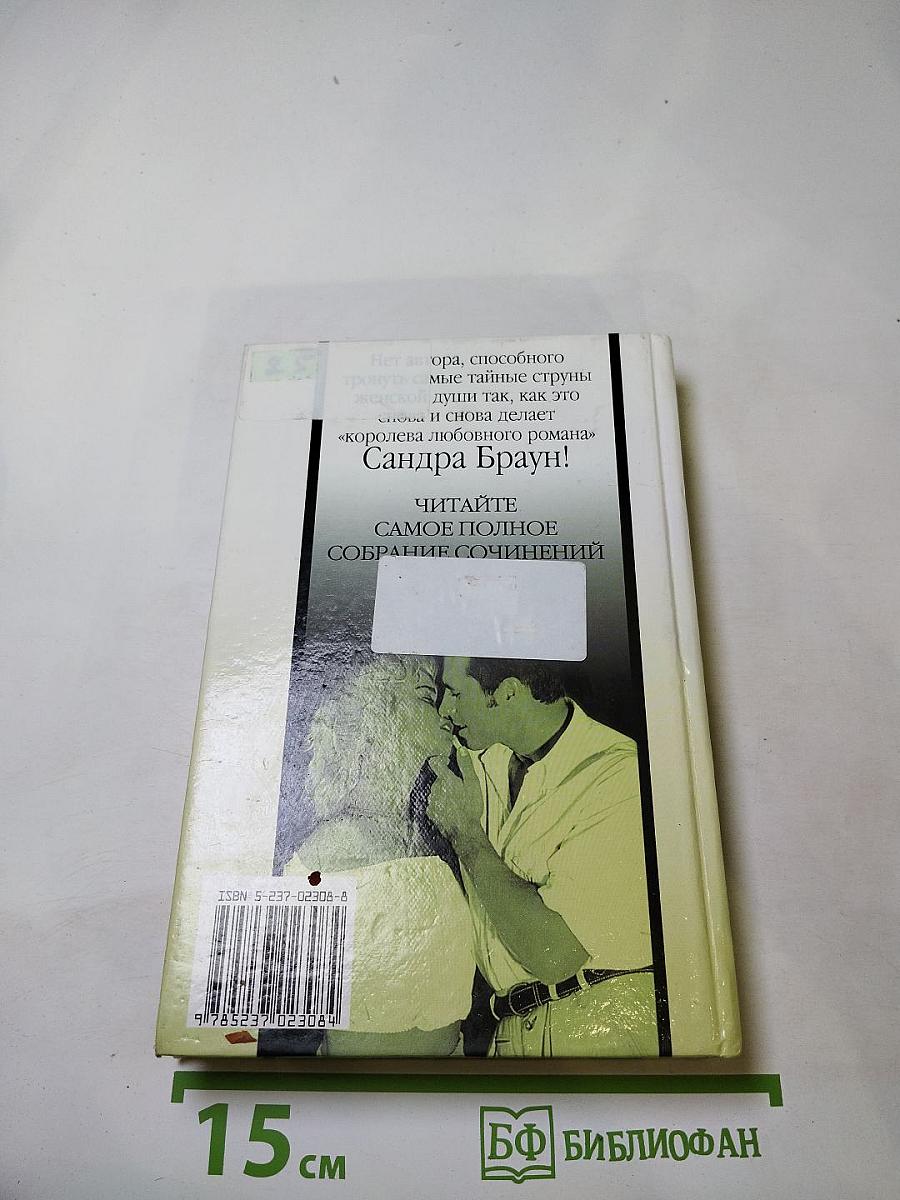 Нет автора, способного
тронуть самые тайные струны
женской души так, как это
снова и снова делает
«королева любовного романа»
Сандра Браун!
ЧИТАЙТЕ
САМОЕ ПОЛНОЕ
СОБРАНИЕ СОЧИНЕНИЙ
ISBN 5-237-02308-8
9 785237 023084
15 см
БФ БИБЛИОФАН